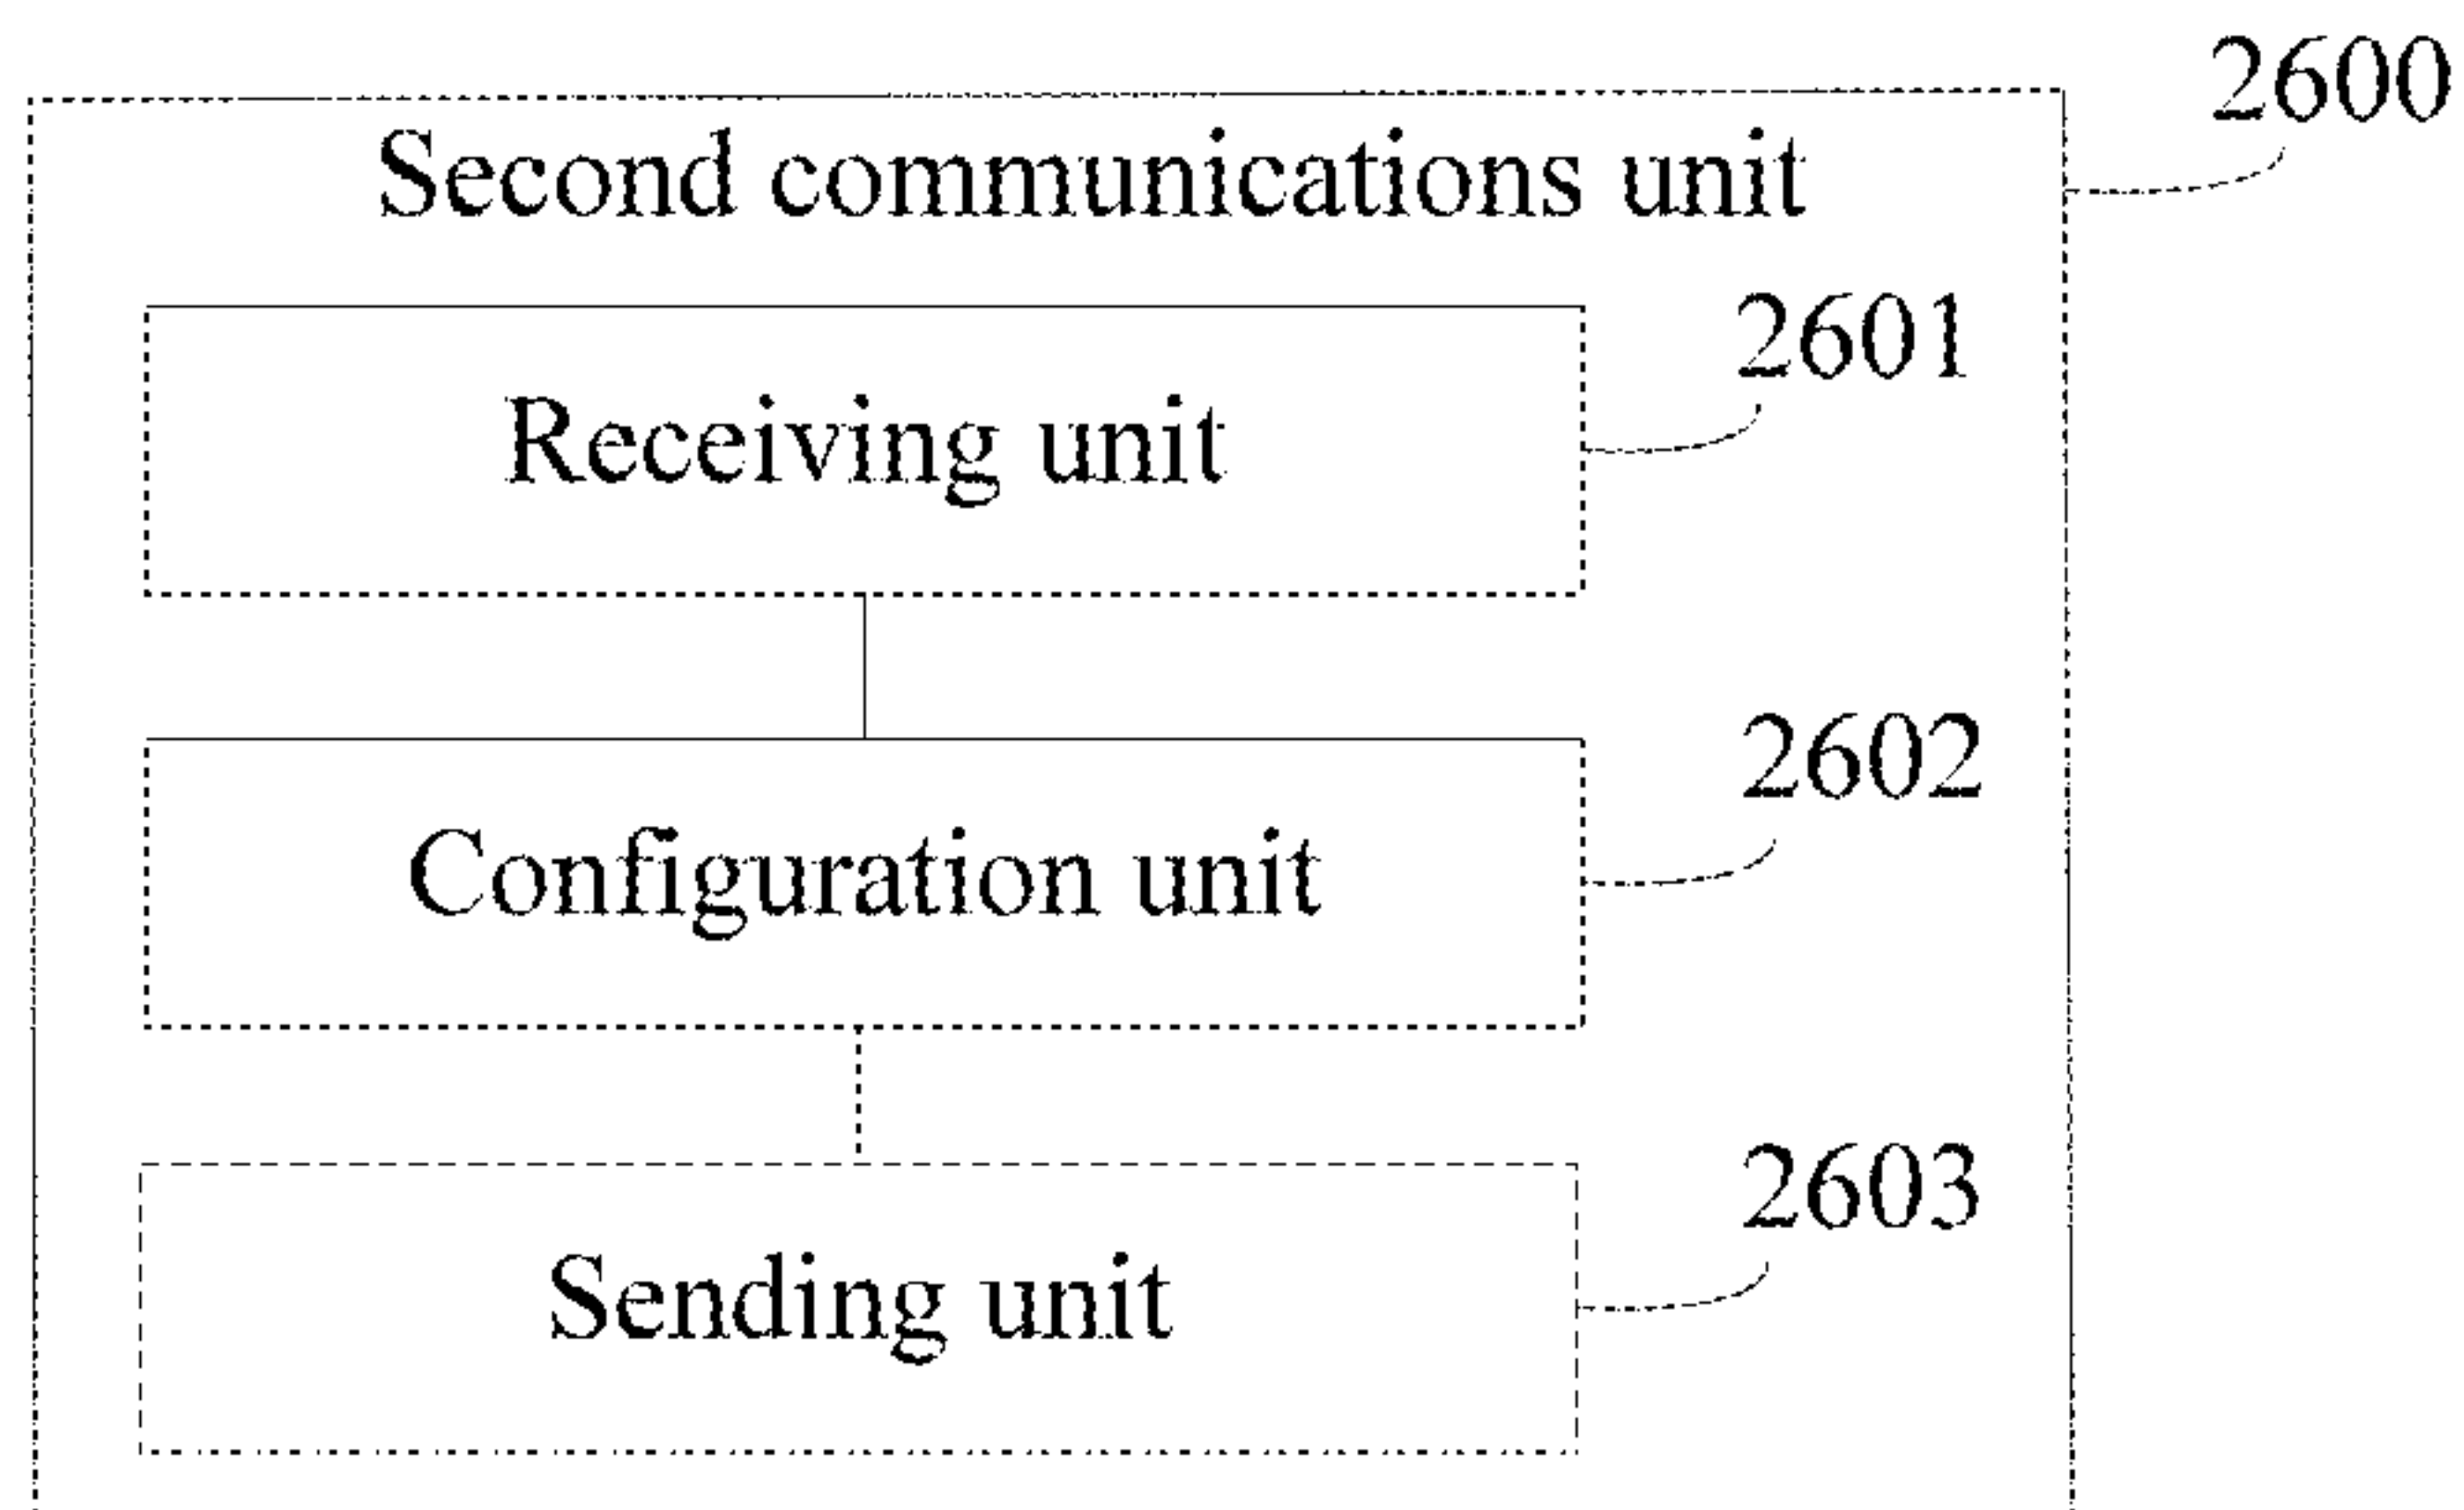 2600
Second communications unit
2601
Receiving unit
2602
Configuration unit
2603
Sending unit